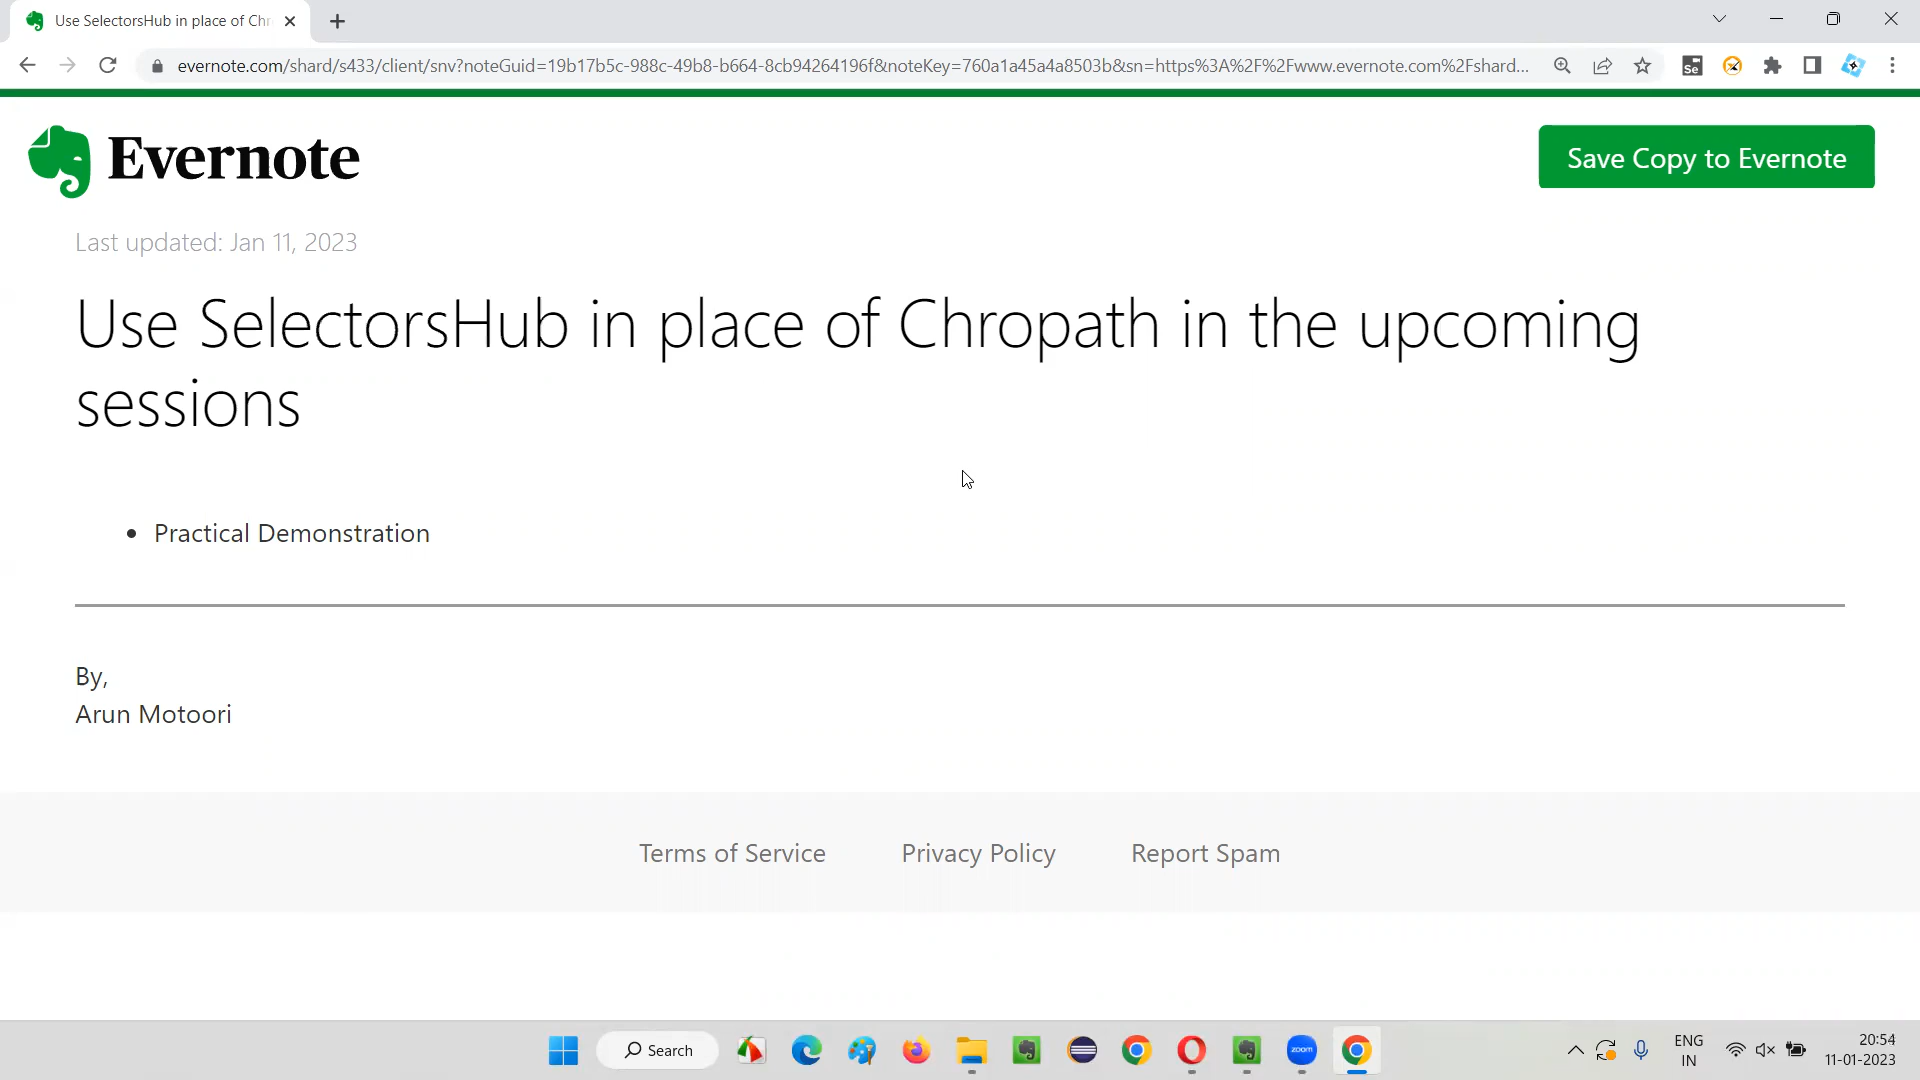 Use SelectorsHub in place of Chr
evernote.com/shard/s433/client/snv?noteGuid=19b17b5c-988c-49b8-b664-8cb94264196f&noteKey=760a1a45a4a8503b&sn=https%3A%2F%2Fwww.evernote.com%2Fshard...
Se
Evernote
Save Copy to Evernote
Last updated: Jan 11, 2023
Use SelectorsHub in place of Chropath in the upcoming
sessions
• Practical Demonstration
By,
Arun Motoori
Terms of Service Privacy Policy Report Spam
Search
zoom
ENG
IN
20:54
11-01-2023